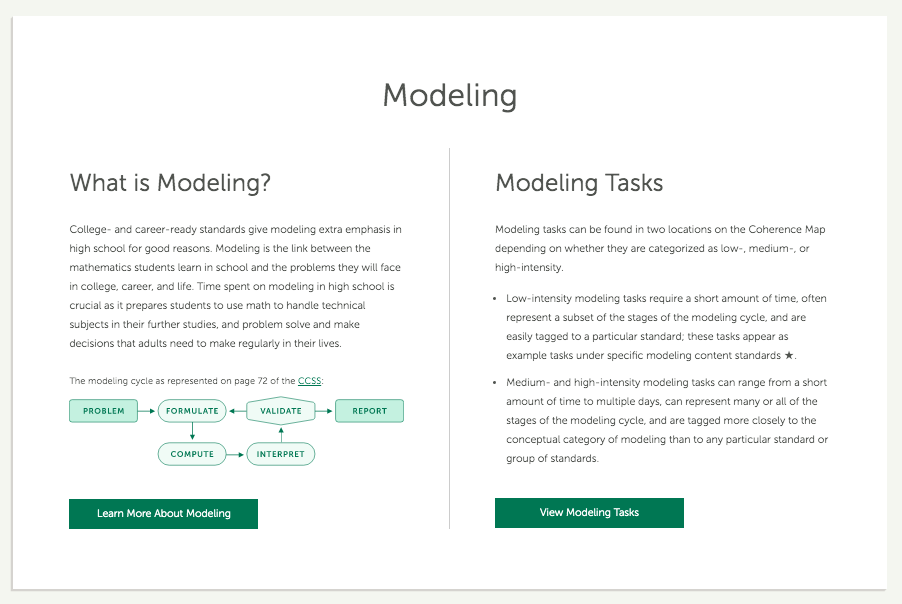 Modeling
What is Modeling?
College- and career-ready standards give modeling extra emphasis in
high school for good reasons. Modeling is the link between the
mathematics students learn in school and the problems they will face
in college, career, and life. Time spent on modeling in high school is
crucial as it prepares students to use math to handle technical
subjects in their further studies, and problem solve and make
decisions that adults need to make regularly in their lives.
The modeling cycle as represented on page 72 of the CCSS:
PROBLEM
FORMULATE
VALIDATE
REPORT
COMPUTE
INTERPRET
Learn More About Modeling
Modeling Tasks
Modeling tasks can be found in two locations on the Coherence Map
depending on whether they are categorized as low-, medium-, or
high-intensity.
• Low-intensity modeling tasks require a short amount of time, often
represent a subset of the stages of the modeling cycle, and are
easily tagged to a particular standard; these tasks appear as
example tasks under specific modeling content standards ★.
• Medium- and high-intensity modeling tasks can range from a short
amount of time to multiple days, can represent many or all of the
stages of the modeling cycle, and are tagged more closely to the
conceptual category of modeling than to any particular standard or
group of standards.
View Modeling Tasks